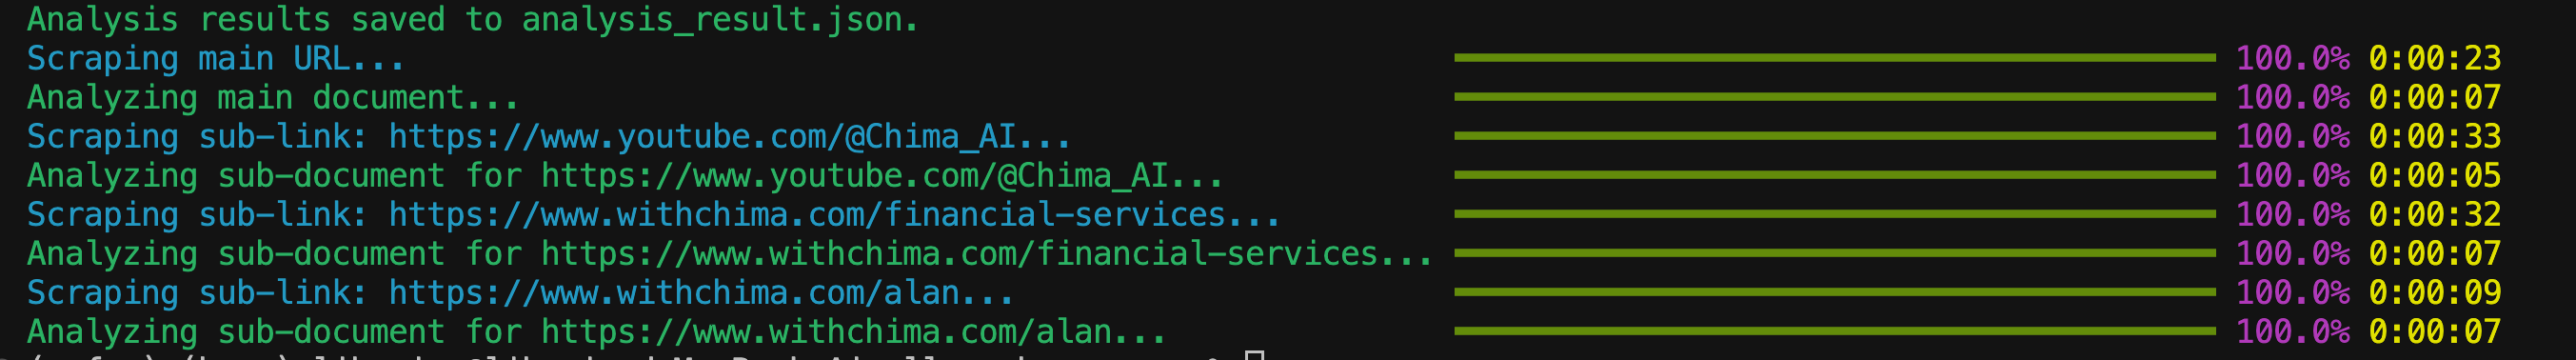 Analysis results saved to analysis_result.json.
Scraping main URL... 100.0% 0:00:23
Analyzing main document... 100.0% 0:00:07
Scraping sub-link: https://www.youtube.com/@Chima_AI... 100.0% 0:00:33
Analyzing sub-document for https://www.youtube.com/@Chima_AI... 100.0% 0:00:05
Scraping sub-link: https://www.withchima.com/financial-services... 100.0% 0:00:32
Analyzing sub-document for https://www.withchima.com/financial-services... 100.0% 0:00:07
Scraping sub-link: https://www.withchima.com/alan... 100.0% 0:00:09
Analyzing sub-document for https://www.withchima.com/alan... 100.0% 0:00:07